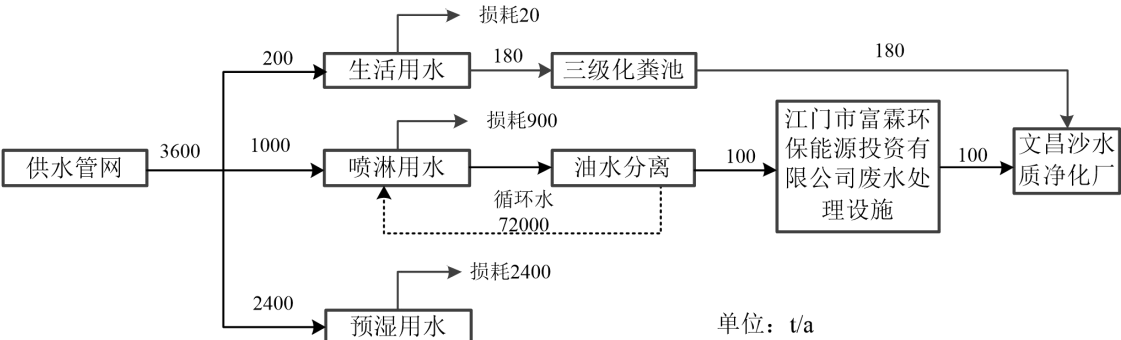 损耗20
200
生活用水
180
三级化粪池
180
损耗900
供水管网
3600
1000
喷淋用水
油水分离
100
江门市富霖环
保能源投资有
限公司废水处
理设施
100
文昌沙水
质净化厂
循环水
72000
损耗2400
2400
预湿用水
单位：t/a